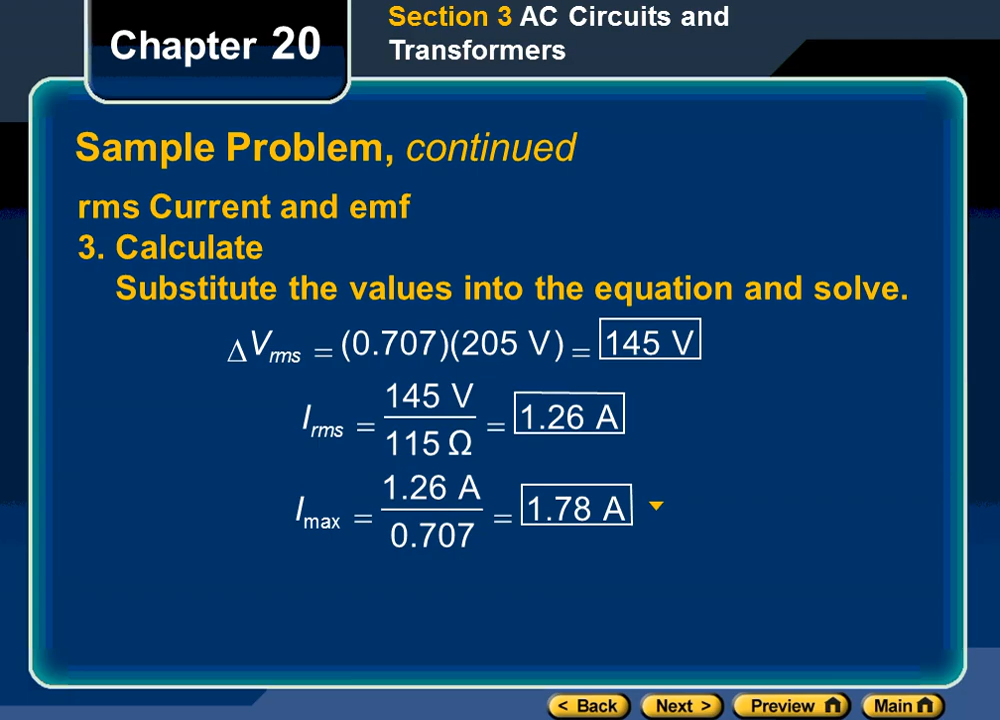 Chapter 20
Section 3 AC Circuits and
Transformers
Sample Problem, continued
rms Current and emf
3. Calculate
Substitute the values into the equation and solve.
ΔVrms = (0.707)(205 V) = 145 V
Irms = 145 V / 115 Ω = 1.26 A
Imax = 1.26 A / 0.707 = 1.78 A
< Back Next > Preview Main